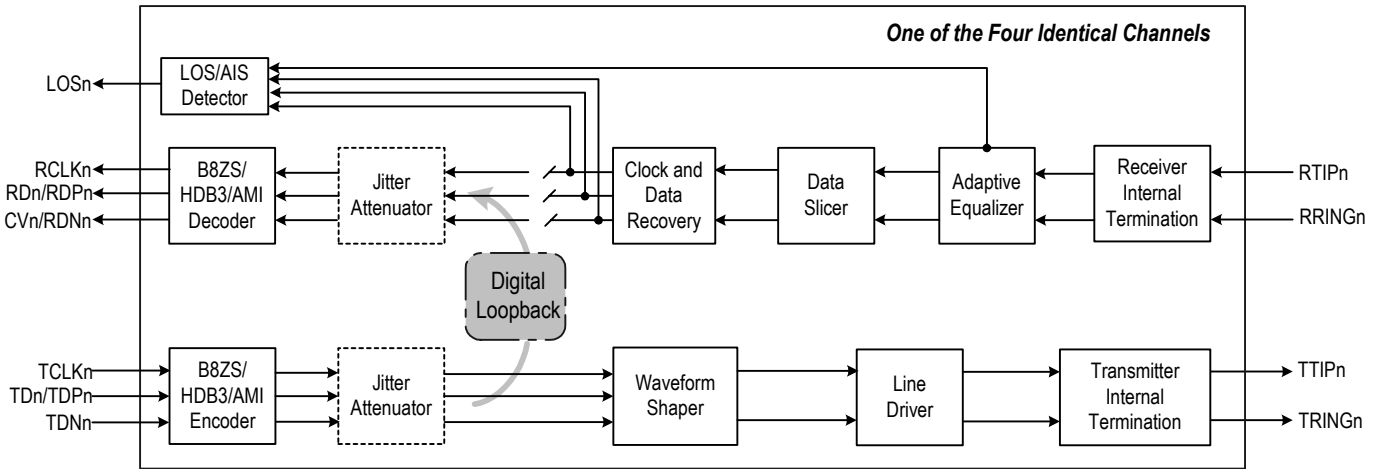 One of the Four Identical Channels
LOSn
LOS/AIS
Detector
RCLKn
RDn/RDPn
CVn/RDNn
B8ZS/
HDB3/AMI
Decoder
Jitter
Attenuator
Clock and
Data
Recovery
Data
Slicer
Adaptive
Equalizer
Receiver
Internal
Termination
RTIPn
RRINGn
Digital
Loopback
TCLKn
TDn/TDPn
TDNn
B8ZS/
HDB3/AMI
Encoder
Jitter
Attenuator
Waveform
Shaper
Line
Driver
Transmitter
Internal
Termination
TTIPn
TRINGn